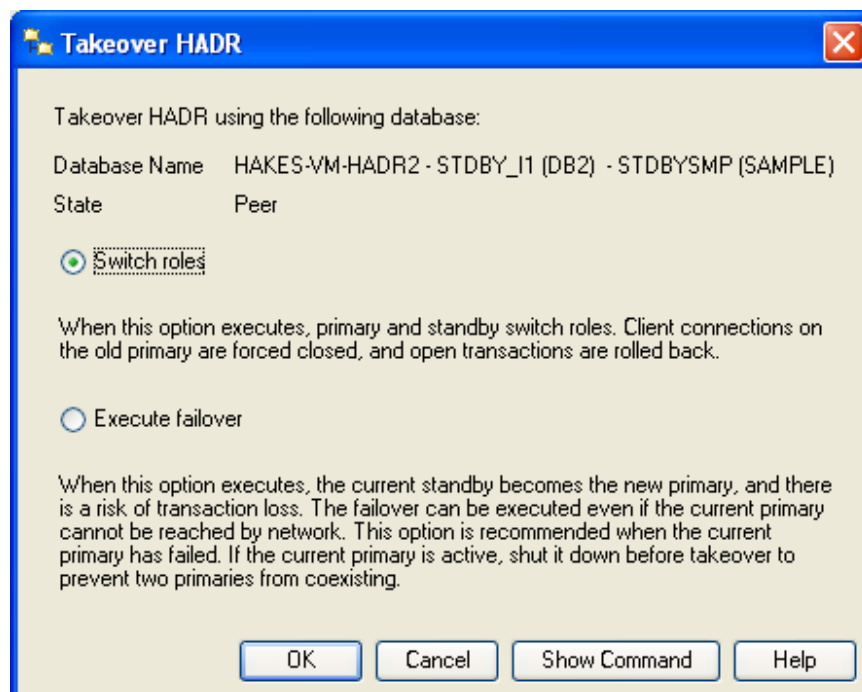 Takeover HADR
Takeover HADR using the following database:
Database Name HAKES-VM-HADR2 - STDBY_I1 (DB2) - STDBYSMP (SAMPLE)
State Peer
Switch roles
When this option executes, primary and standby switch roles. Client connections on
the old primary are forced closed, and open transactions are rolled back.
Execute failover
When this option executes, the current standby becomes the new primary, and there
is a risk of transaction loss. The failover can be executed even if the current primary
cannot be reached by network. This option is recommended when the current
primary has failed. If the current primary is active, shut it down before takeover to
prevent two primaries from coexisting.
OK Cancel Show Command Help